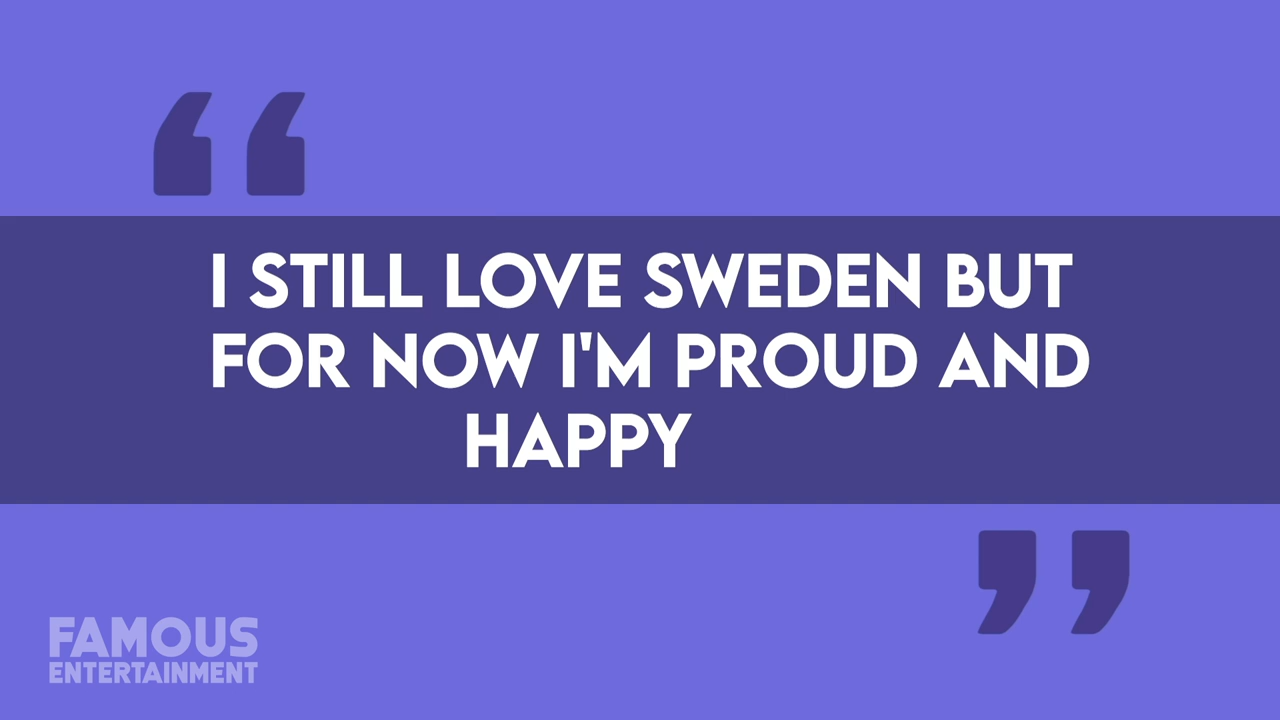 I STILL LOVE SWEDEN BUT
FOR NOW I'M PROUD AND
HAPPY
FAMOUS
ENTERTAINMENT